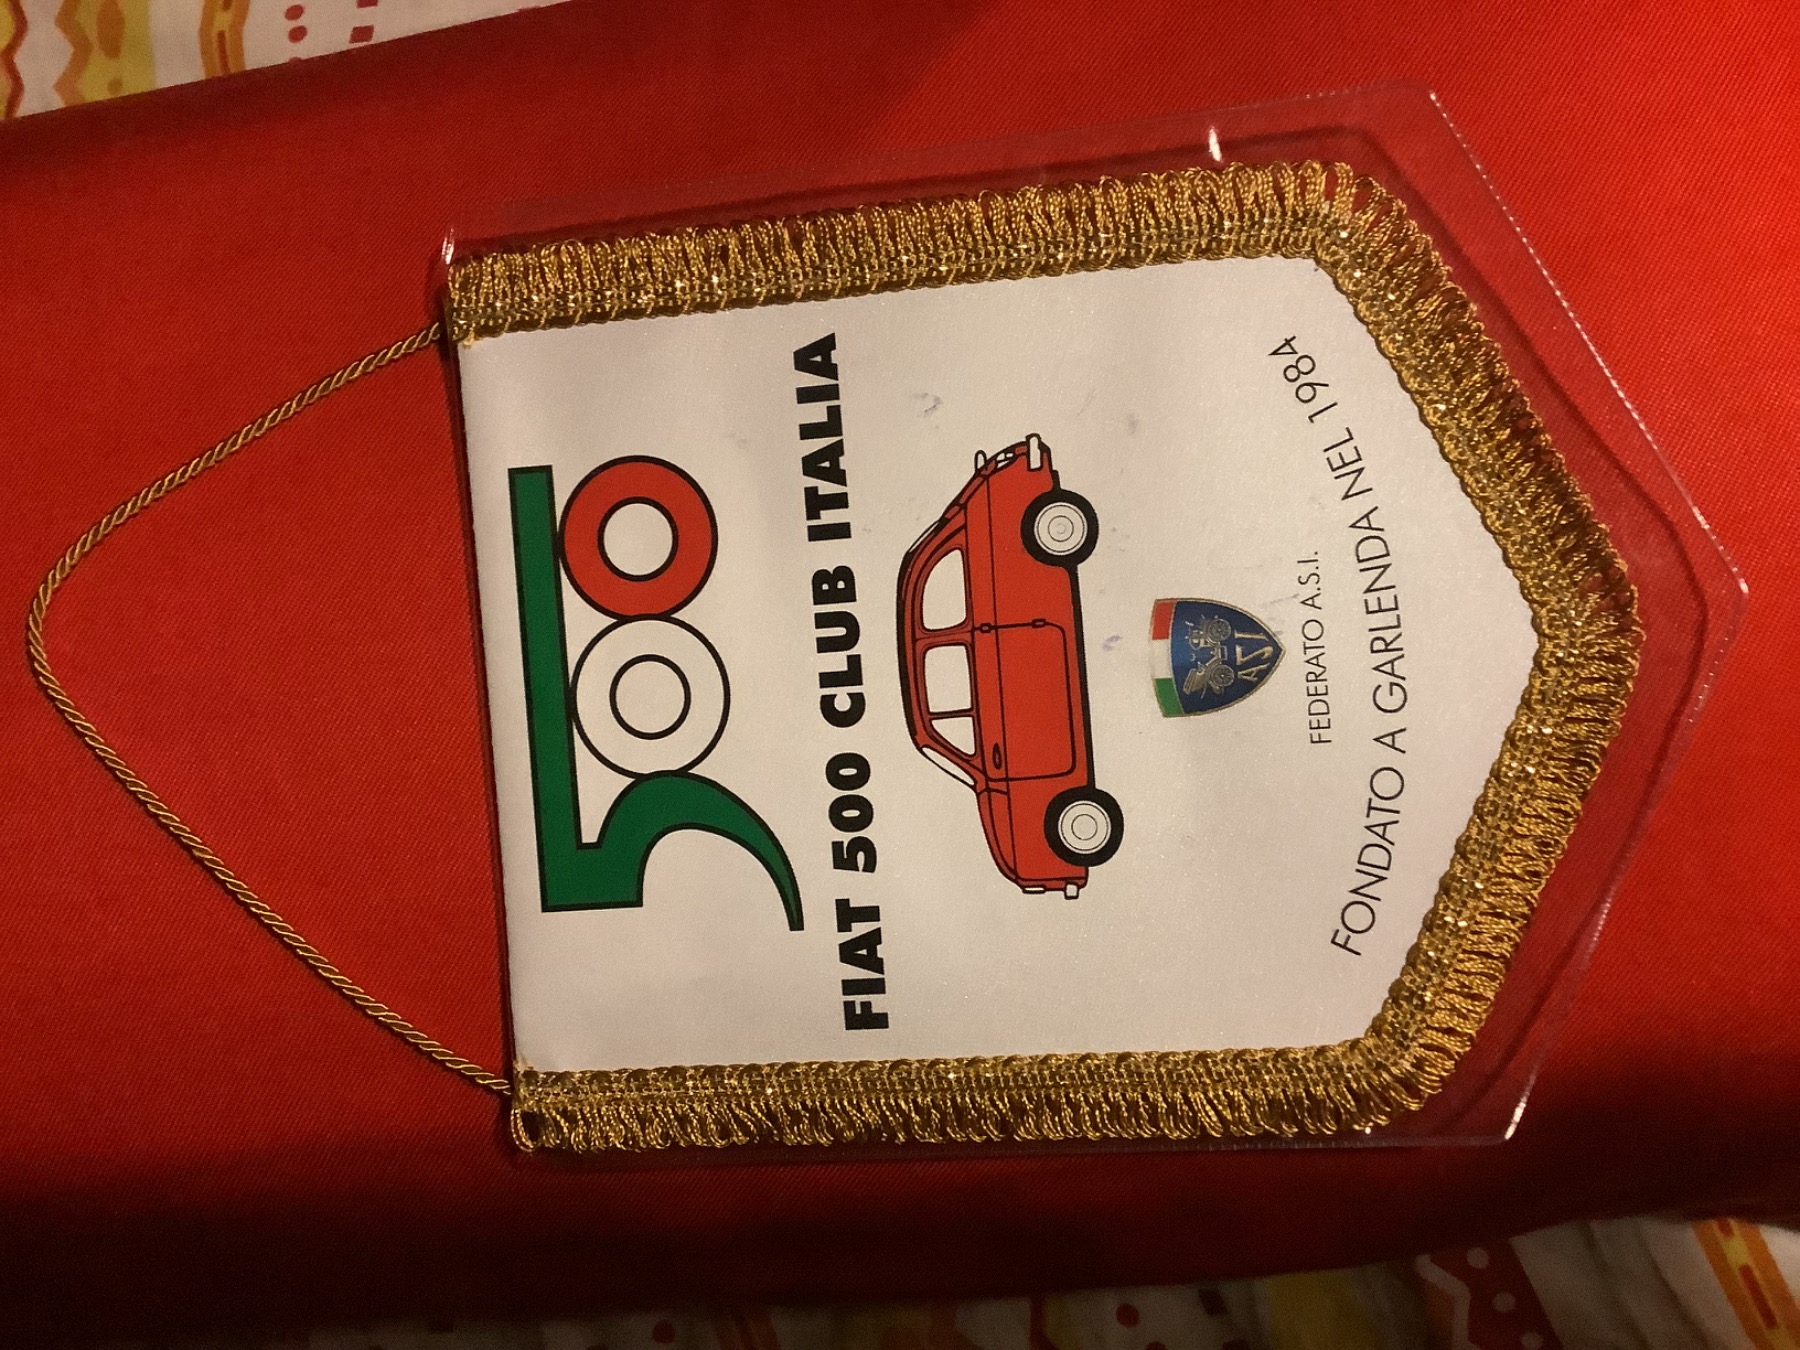 500
FIAT 500 CLUB ITALIA
ASI
FEDERATO A.S.I.
FONDATO A GARLENDA NEL 1984